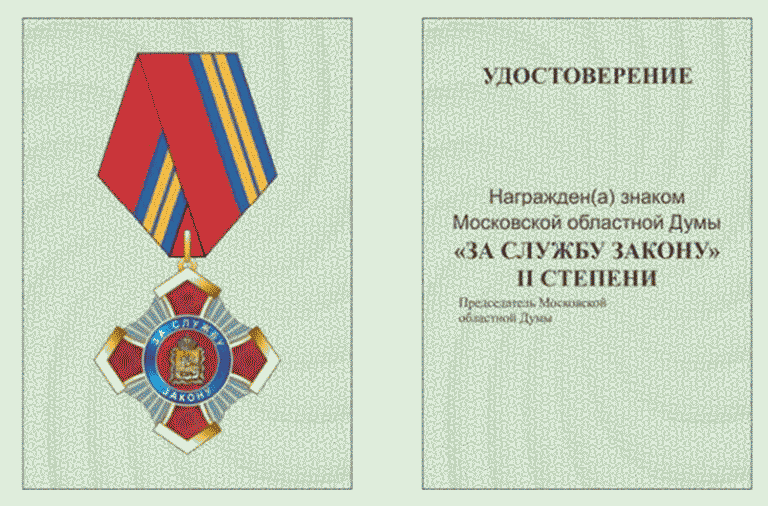 ЗА СЛУЖБУ
ЗАКОНУ
УДОСТОВЕРЕНИЕ
Награжден(а) знаком
Московской областной Думы
«ЗА СЛУЖБУ ЗАКОНУ»
II СТЕПЕНИ
Председатель Московской
областной Думы